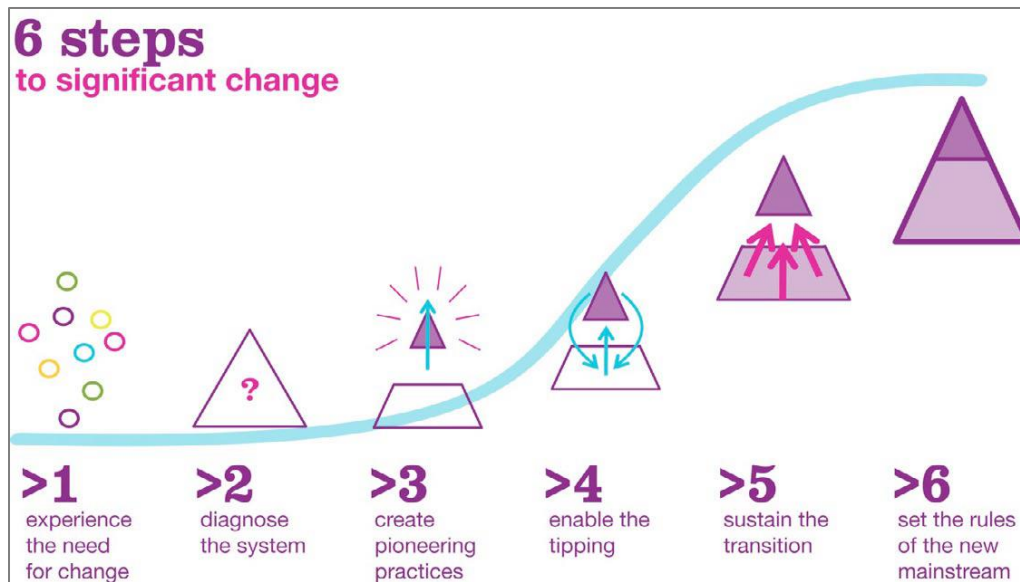 6 steps
to significant change
?
>1
experience
the need
for change
>2
diagnose
the system
>3
create
pioneering
practices
>4
enable the
tipping
>5
sustain the
transition
>6
set the rules
of the new
mainstream